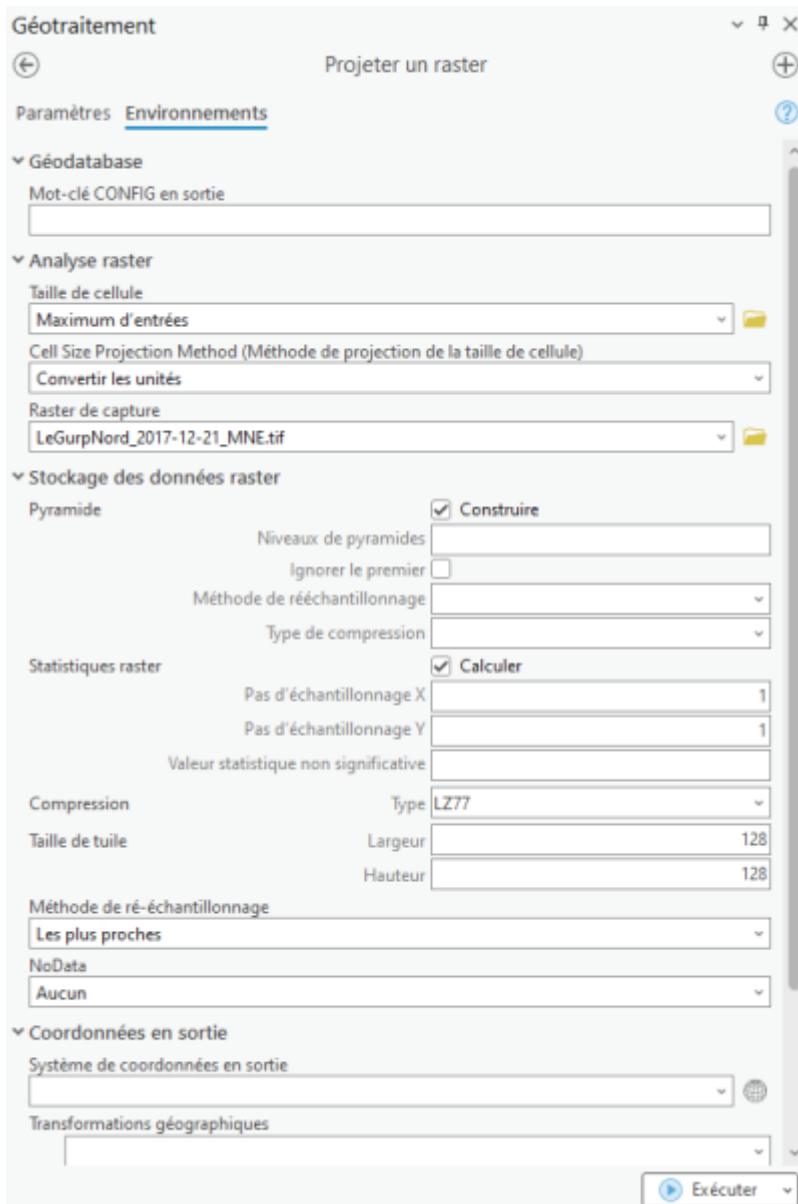 Géotraitement
Projeter un raster
Paramètres Environnements
Géodatabase
Mot-clé CONFIG en sortie
Analyse raster
Taille de cellule
Maximum d'entrées
Cell Size Projection Method (Méthode de projection de la taille de cellule)
Convertir les unités
Raster de capture
LeGurpNord_2017-12-21_MNE.tif
Stockage des données raster
Pyramide Construire
Niveaux de pyramides
Ignorer le premier
Méthode de rééchantillonnage
Type de compression
Statistiques raster Calculer
Pas d'échantillonnage X 1
Pas d'échantillonnage Y 1
Valeur statistique non significative
Compression Type LZ77
Taille de tuile Largeur 128
Hauteur 128
Méthode de ré-échantillonnage
Les plus proches
NoData
Aucun
Coordonnées en sortie
Système de coordonnées en sortie
Transformations géographiques
Exécuter